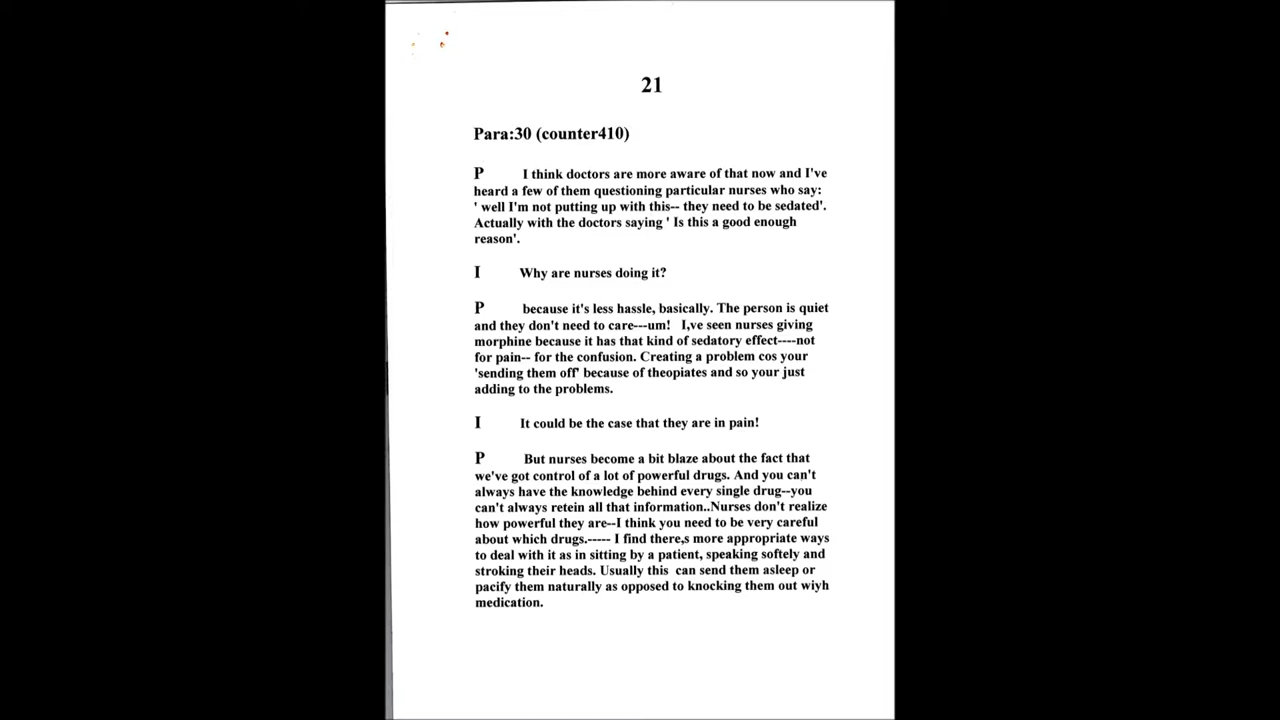 21
Para:30 (counter410)
P I think doctors are more aware of that now and I've
heard a few of them questioning particular nurses who say:
' well I'm not putting up with this-- they need to be sedated'.
Actually with the doctors saying ' Is this a good enough
reason'.
I Why are nurses doing it?
P because it's less hassle, basically. The person is quiet
and they don't need to care---um! I,ve seen nurses giving
morphine because it has that kind of sedatory effect----not
for pain-- for the confusion. Creating a problem cos your
'sending them off' because of theopiates and so your just
adding to the problems.
I It could be the case that they are in pain!
P But nurses become a bit blaze about the fact that
we've got control of a lot of powerful drugs. And you can't
always have the knowledge behind every single drug--you
can't always retein all that information..Nurses don't realize
how powerful they are--I think you need to be very careful
about which drugs.----- I find there,s more appropriate ways
to deal with it as in sitting by a patient, speaking softely and
stroking their heads. Usually this can send them asleep or
pacify them naturally as opposed to knocking them out wiyh
medication.